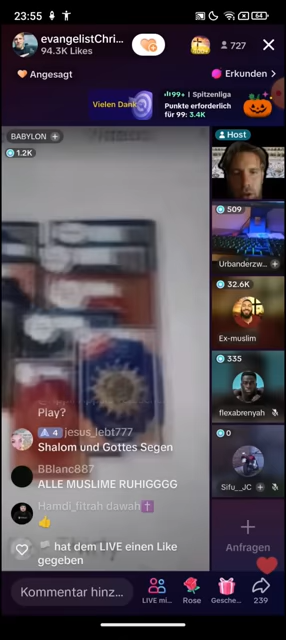 23:55
64
evangelistChri...
94.3K Likes
727
Angesagt
Erkunden
Vielen Dank
99+ | Spitzenliga
Punkte erforderlich
für 99: 3.4K
BABYLON
Host
1.2K
509
Urbanderzw...
32.6K
Ex-muslim
335
flexabrenyah
0
Sifu__JC
Anfragen
Play?
4 jesus_lebt777
Shalom und Gottes Segen
BBlanc887
ALLE MUSLIME RUHIGGGG
Hamdi_fitrah dawah✝️
👍
hat dem LIVE einen Like
gegeben
Kommentar hinz...
LIVE mi...
Rose
Gesche...
239